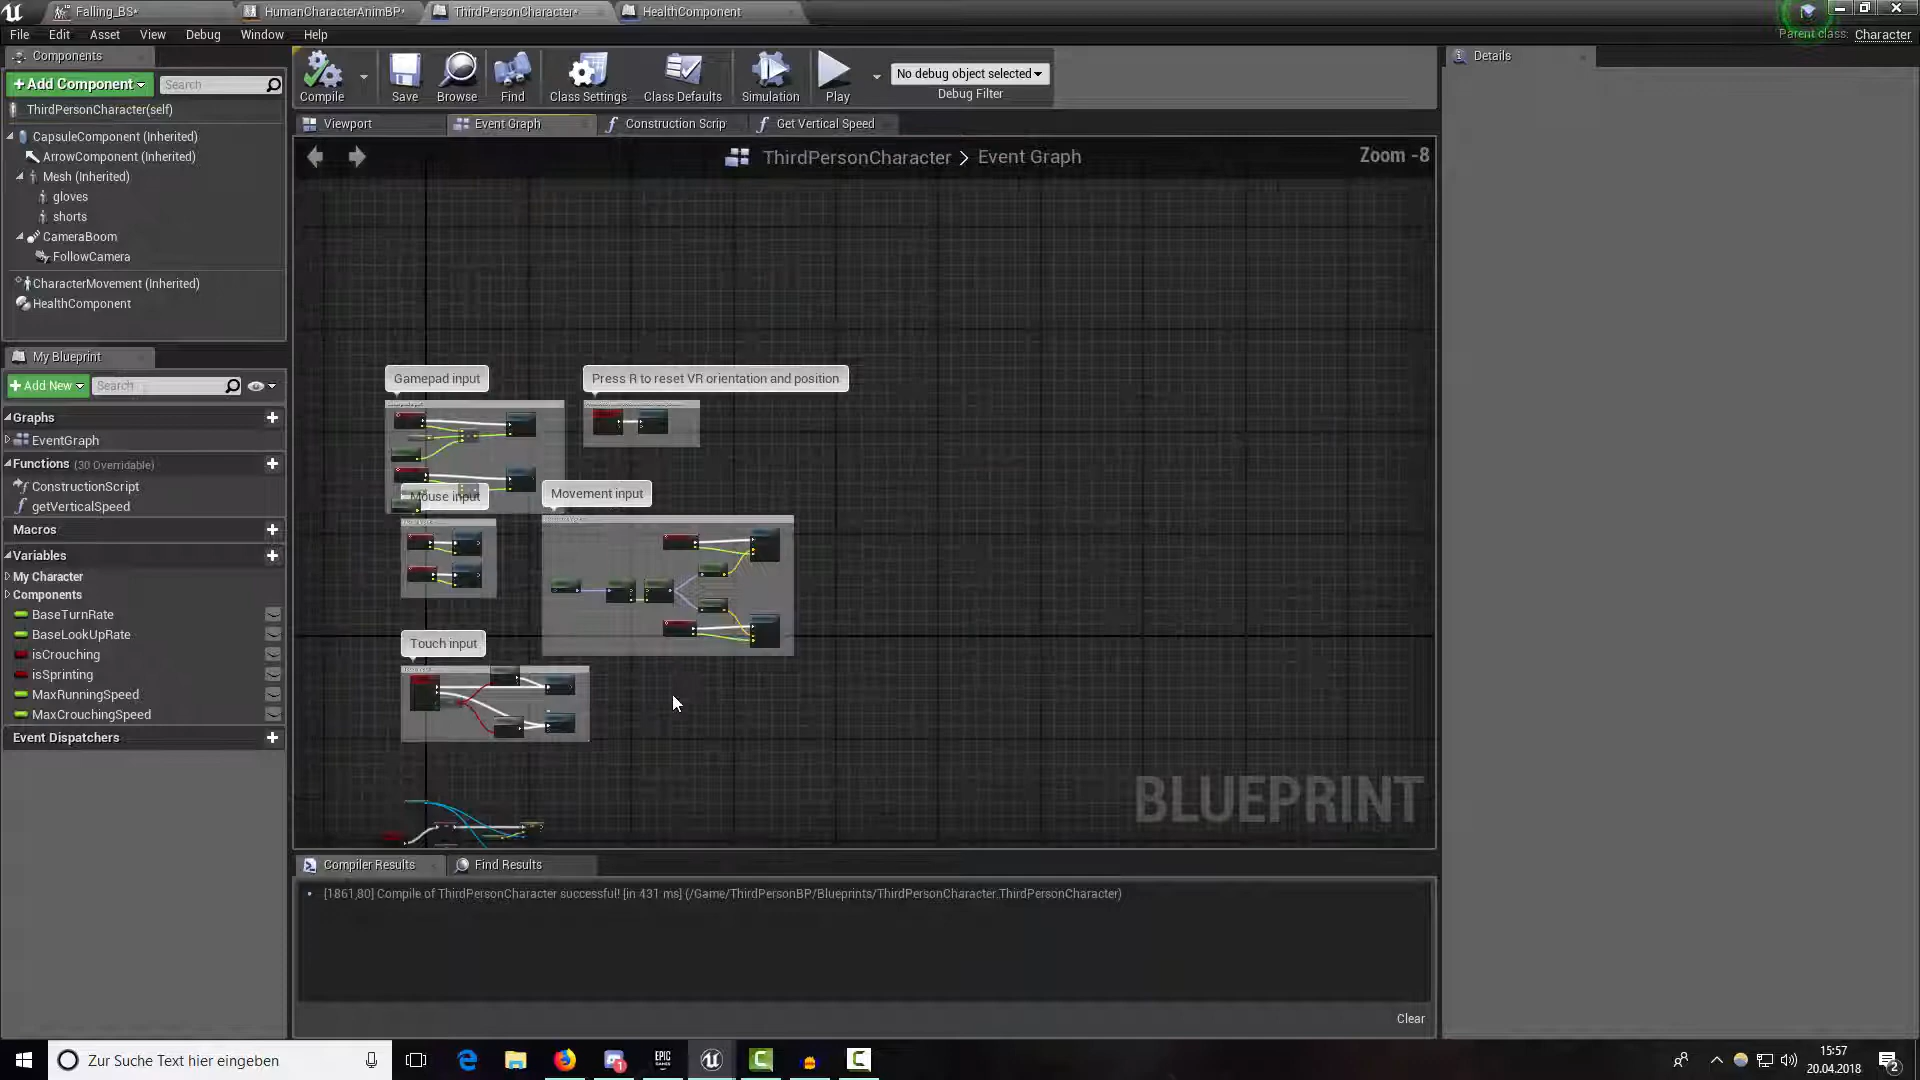 Falling_BS*
HumanCharacterAnimBP*
ThirdPersonCharacter*
HealthComponent
File
Edit
Asset
View
Debug
Window
Help
Parent class:
Character
Components
Details
+Add Component
Search
Compile
Save
Browse
Find
Class Settings
Class Defaults
Simulation
Play
No debug object selected
Debug Filter
ThirdPersonCharacter(self)
CapsuleComponent (Inherited)
ArrowComponent (Inherited)
Mesh (Inherited)
gloves
shorts
CameraBoom
FollowCamera
CharacterMovement (Inherited)
HealthComponent
Viewport
Event Graph
Construction Scrip
Get Vertical Speed
ThirdPersonCharacter > Event Graph
Zoom -8
My Blueprint
+Add New
Search
Graphs
EventGraph
Functions (30 Overridable)
ConstructionScript
getVerticalSpeed
Macros
Variables
My Character
Components
BaseTurnRate
BaseLookUpRate
isCrouching
isSprinting
MaxRunningSpeed
MaxCrouchingSpeed
Event Dispatchers
Gamepad input
Press R to reset VR orientation and position
Mouse input
Movement input
Touch input
BLUEPRINT
Compiler Results
Find Results
[1861,80] Compile of ThirdPersonCharacter successful! [in 431 ms] (/Game/ThirdPersonBP/Blueprints/ThirdPersonCharacter.ThirdPersonCharacter)
Clear
Zur Suche Text hier eingeben
EPIC
GAMES
1
15:57
20.04.2018
2